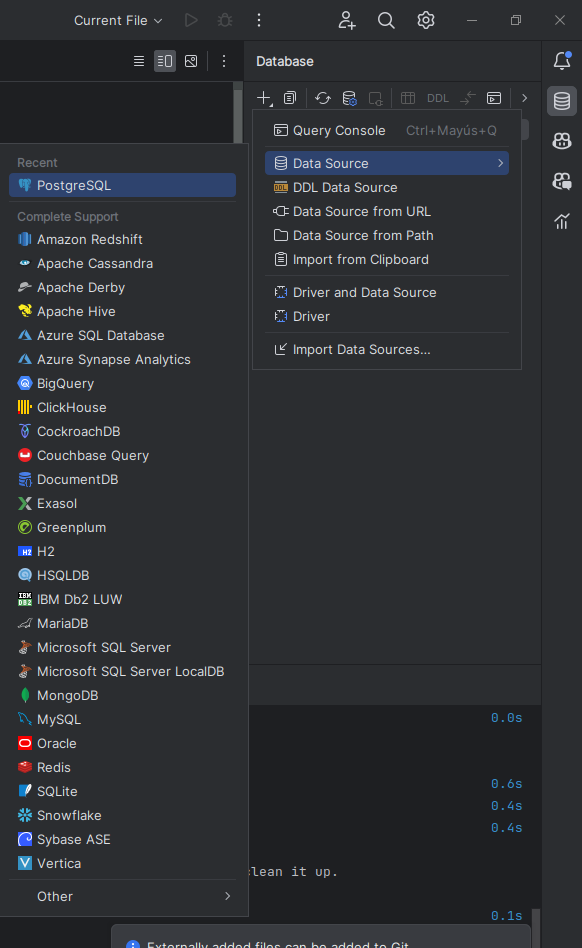 Current File
Database
DDL
Query Console Ctrl+Mayús+Q
Data Source
DDL Data Source
Data Source from URL
Data Source from Path
Import from Clipboard
Driver and Data Source
Driver
Import Data Sources...
Recent
PostgreSQL
Complete Support
Amazon Redshift
Apache Cassandra
Apache Derby
Apache Hive
Azure SQL Database
Azure Synapse Analytics
BigQuery
ClickHouse
CockroachDB
Couchbase Query
DocumentDB
Exasol
Greenplum
H2
HSQLDB
IBM Db2 LUW
MariaDB
Microsoft SQL Server
Microsoft SQL Server LocalDB
MongoDB
MySQL
Oracle
Redis
SQLite
Snowflake
Sybase ASE
Vertica
Other
0.0s
0.6s
0.4s
0.4s
clean it up.
0.1s
Externally added files can be added to Git